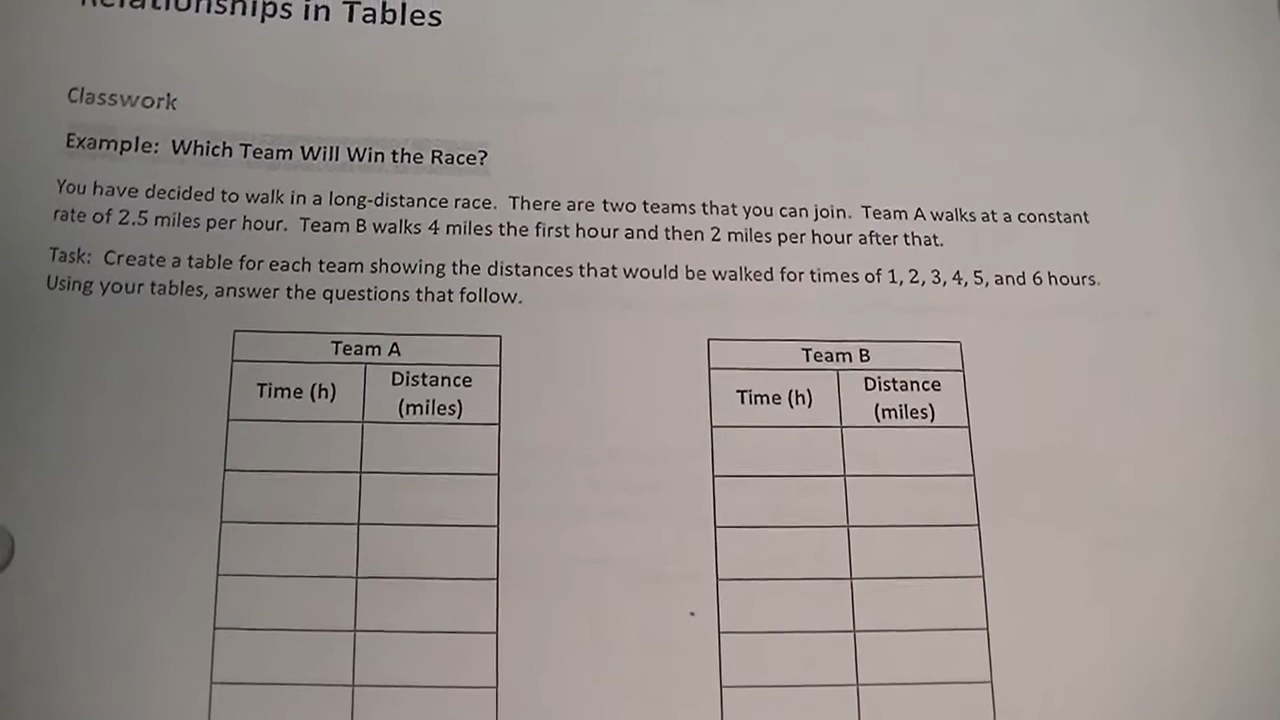 Relationships in Tables
Classwork
Example: Which Team Will Win the Race?
You have decided to walk in a long-distance race. There are two teams that you can join. Team A walks at a constant
rate of 2.5 miles per hour. Team B walks 4 miles the first hour and then 2 miles per hour after that.
Task: Create a table for each team showing the distances that would be walked for times of 1, 2, 3, 4, 5, and 6 hours.
Using your tables, answer the questions that follow.
Team A
Time (h)
Distance
(miles)
Team B
Time (h)
Distance
(miles)